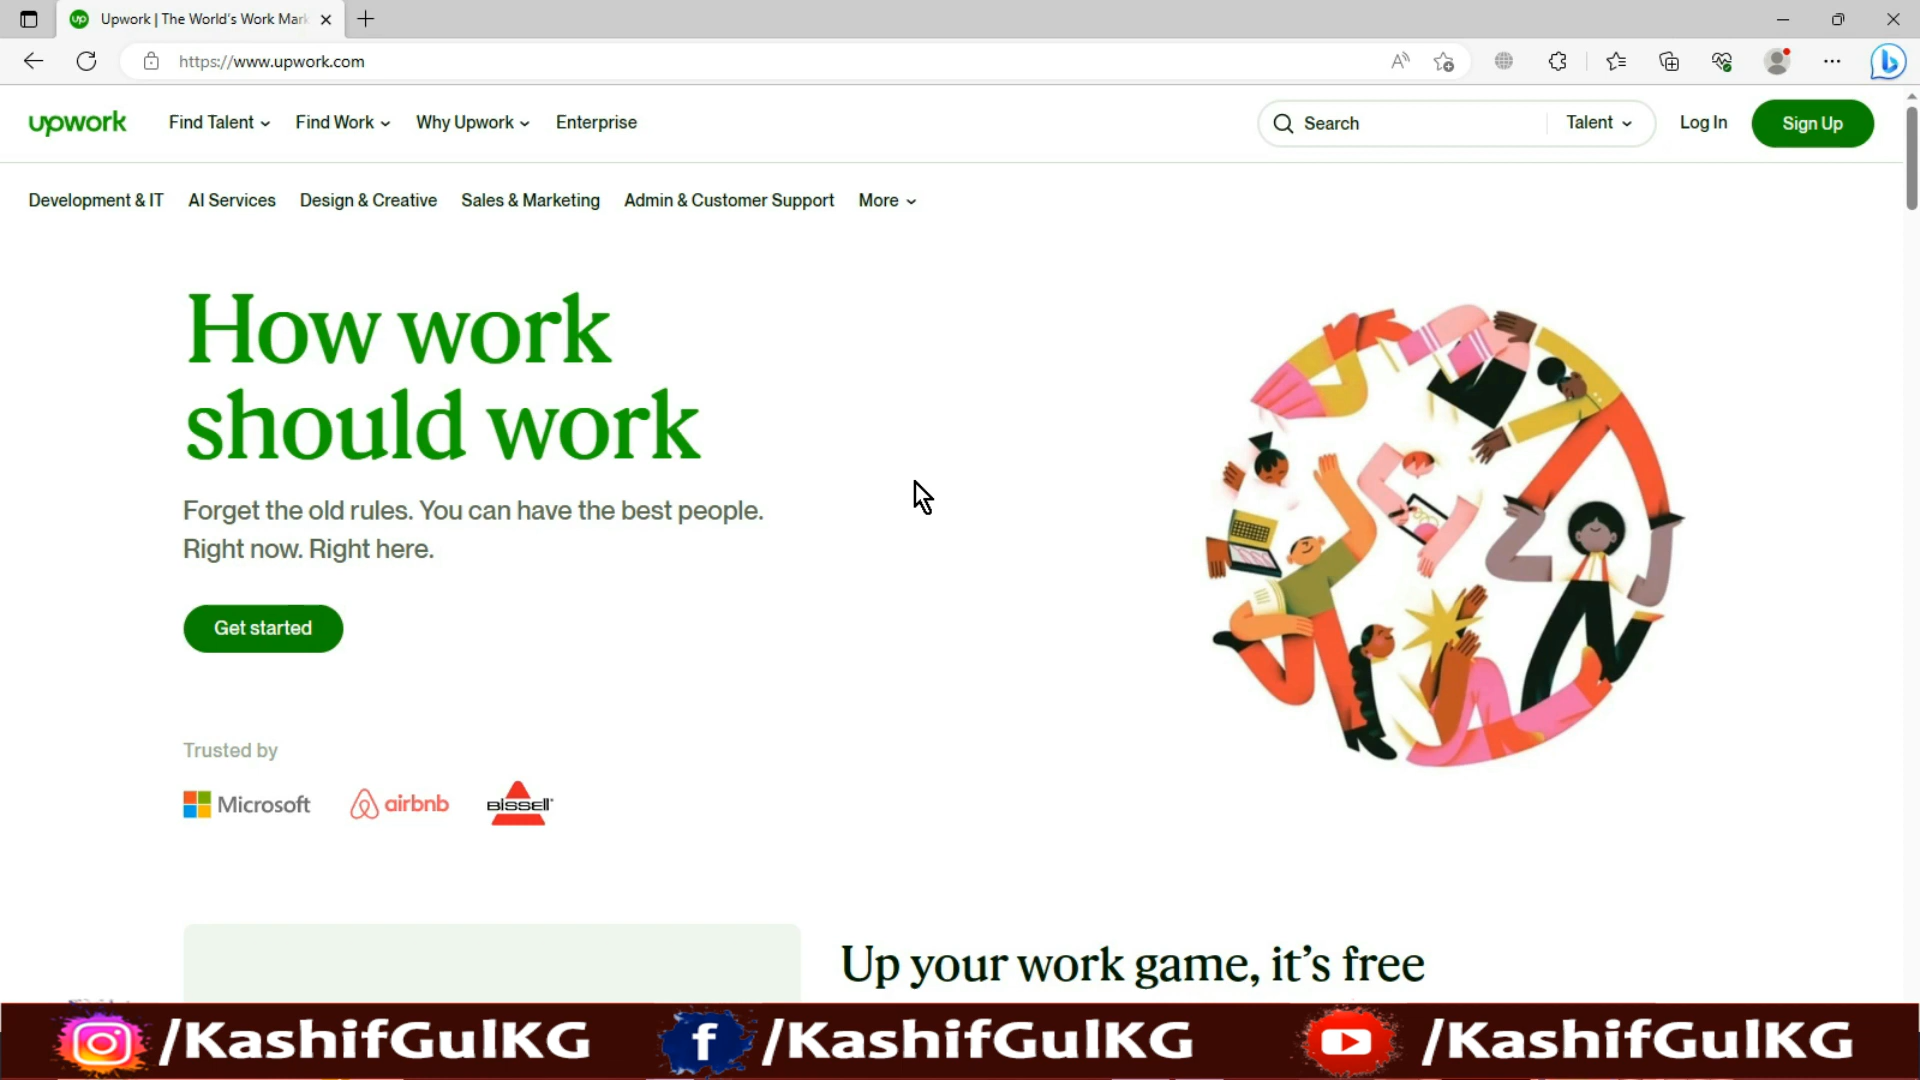 up Upwork | The World's Work Mark
https://www.upwork.com
upwork Find Talent Find Work Why Upwork Enterprise Search Talent Log In Sign Up
Development & IT AI Services Design & Creative Sales & Marketing Admin & Customer Support More
How work
should work
Forget the old rules. You can have the best people.
Right now. Right here.
Get started
Trusted by
Microsoft airbnb BISSELL
Up your work game, it's free
/KashifGulKG f /KashifGulKG /KashifGulKG